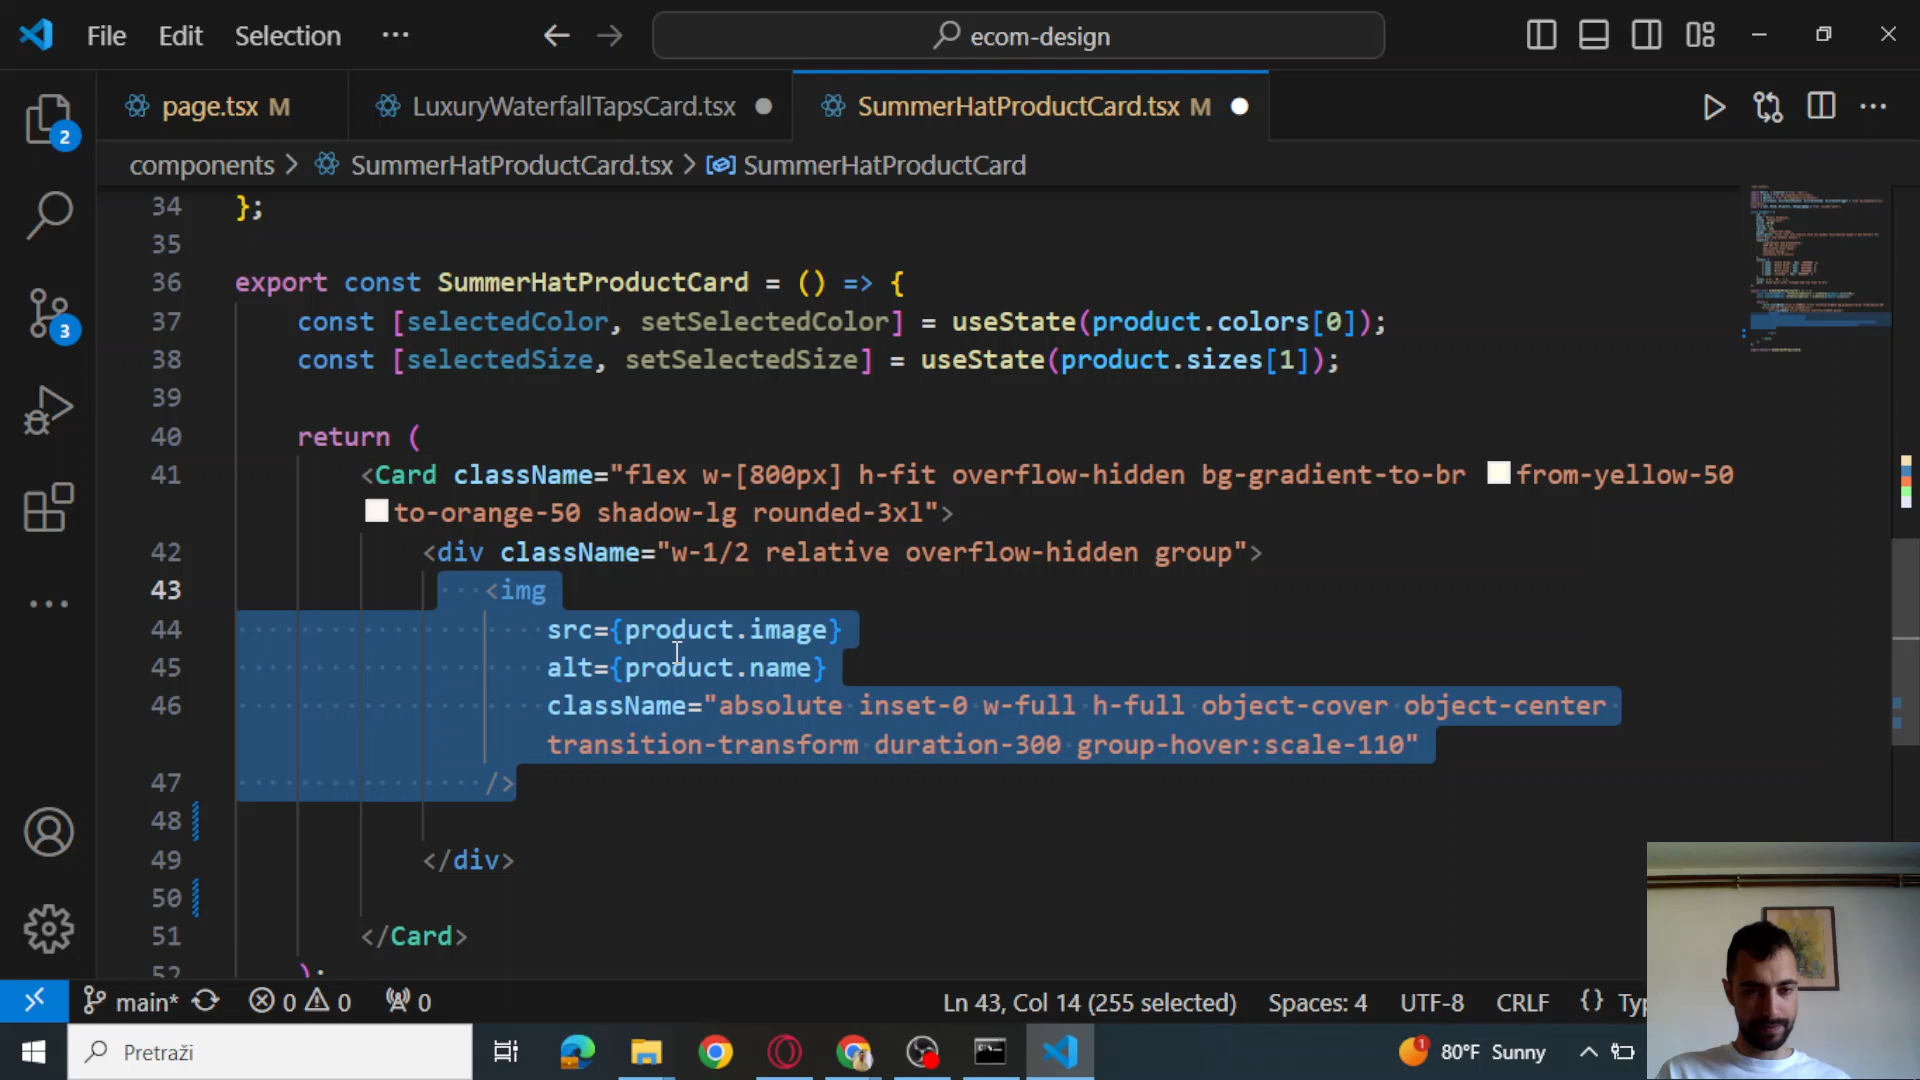 File Edit Selection ··· ecom-design
page.tsx M LuxuryWaterfallTapsCard.tsx SummerHatProductCard.tsx M
components > SummerHatProductCard.tsx > SummerHatProductCard
34 };
35
36 export const SummerHatProductCard = () => {
37 const [selectedColor, setSelectedColor] = useState(product.colors[0]);
38 const [selectedSize, setSelectedSize] = useState(product.sizes[1]);
39
40 return (
41 <Card className="flex w-[800px] h-fit overflow-hidden bg-gradient-to-br from-yellow-50
to-orange-50 shadow-lg rounded-3xl">
42 <div className="w-1/2 relative overflow-hidden group">
43 <img
44 src={product.image}
45 alt={product.name}
46 className="absolute inset-0 w-full h-full object-cover object-center
transition-transform duration-300 group-hover:scale-110"
47 />
48
49 </div>
50
51 </Card>
52 );
2
3
main* 0 0 0 Ln 43, Col 14 (255 selected) Spaces: 4 UTF-8 CRLF {} Typ
Pretraži 1 80°F Sunny